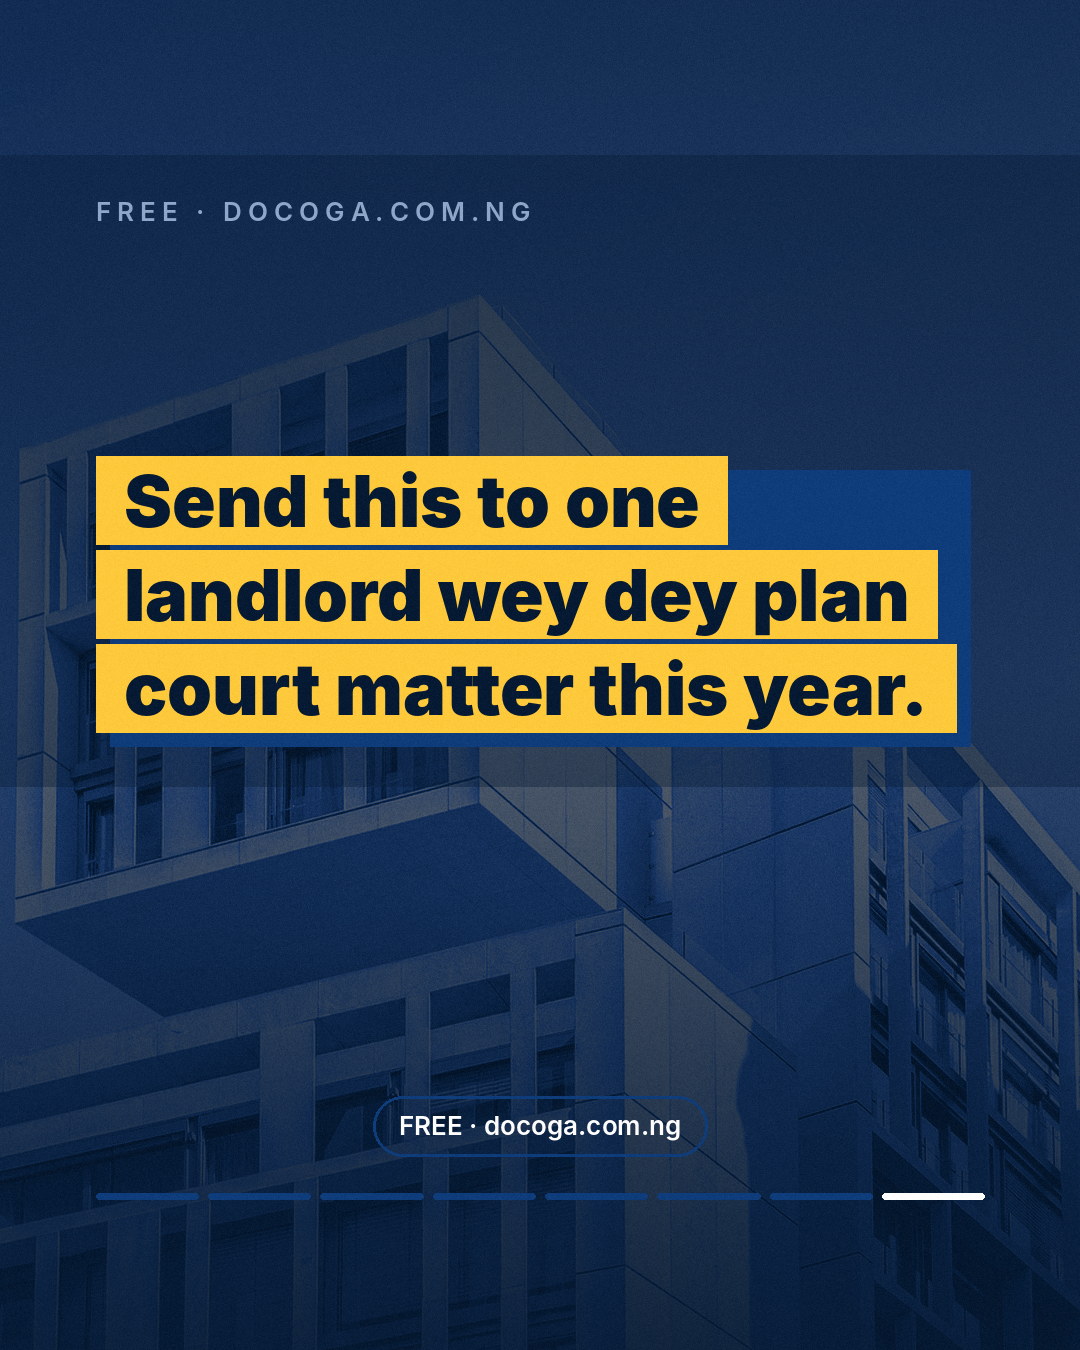 FREE · DOCOGA.COM.NG
Send this to one
landlord wey dey plan
court matter this year.
FREE · docoga.com.ng